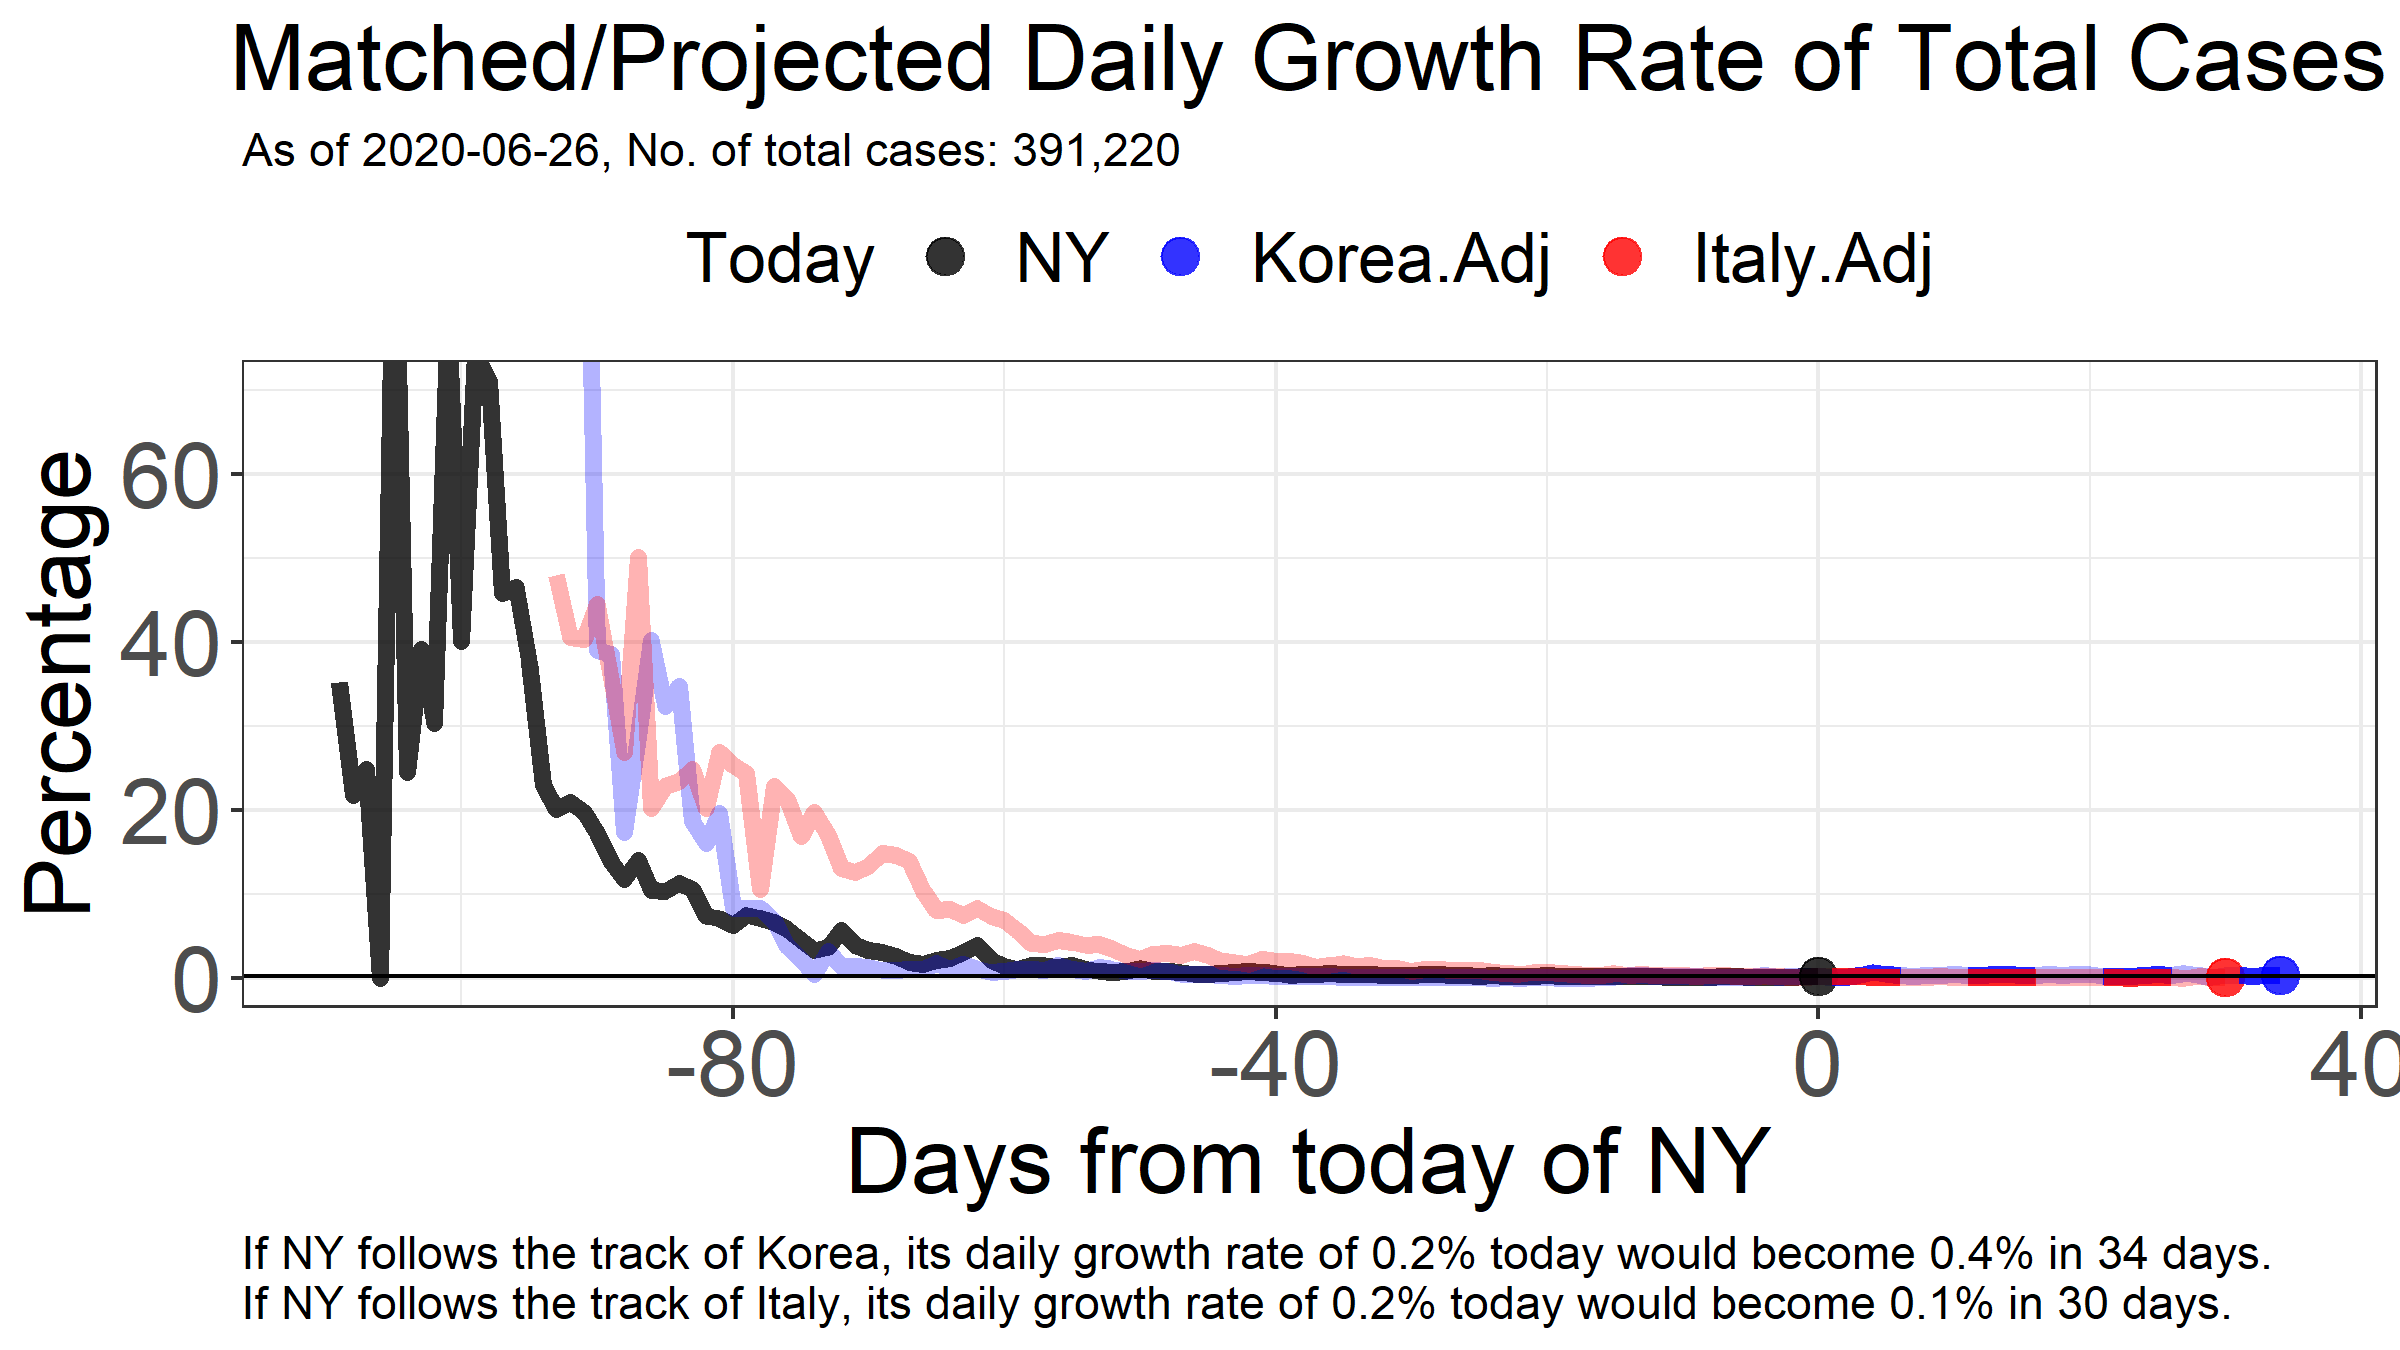 Matched/Projected Daily Growth Rate of Total Cases
As of 2020-06-26, No. of total cases: 391,220
Today NY Korea.Adj Italy.Adj
Percentage
60
40
20
0
-80 -40 0 40
Days from today of NY
If NY follows the track of Korea, its daily growth rate of 0.2% today would become 0.4% in 34 days.
If NY follows the track of Italy, its daily growth rate of 0.2% today would become 0.1% in 30 days.